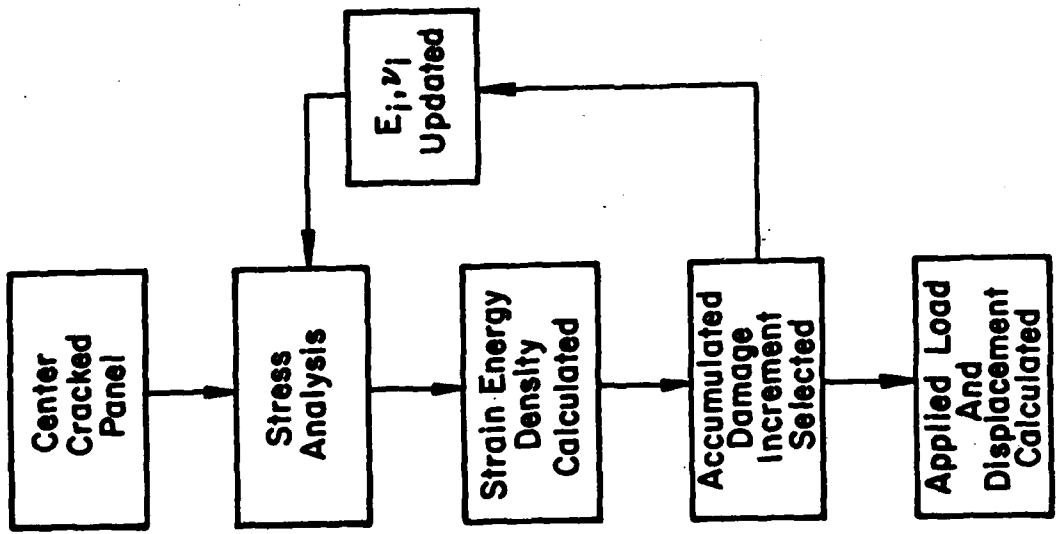 Center
Cracked
Panel
Stress
Analysis
Strain Energy
Density
Calculated
Accumulated
Damage
Increment
Selected
Applied Load
And
Displacement
Calculated
Ei, νi
Updated